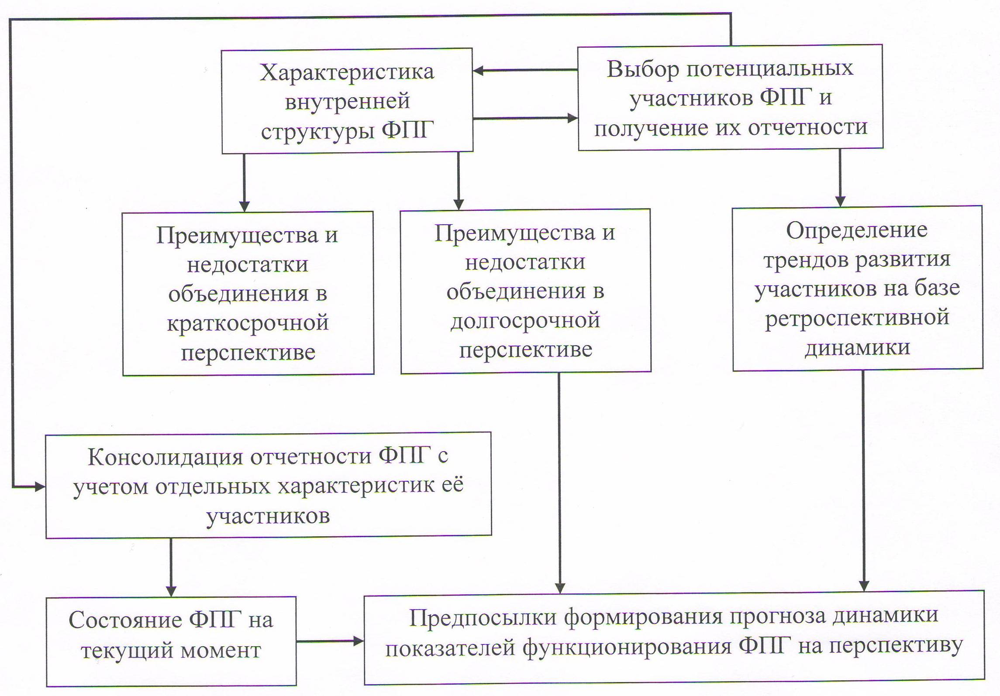 Характеристика
внутренней
структуры ФПГ
Выбор потенциальных
участников ФПГ и
получение их отчетности
Преимущества и
недостатки
объединения в
краткосрочной
перспективе
Преимущества и
недостатки
объединения в
долгосрочной
перспективе
Определение
трендов развития
участников на базе
ретроспективной
динамики
Консолидация отчетности ФПГ с
учетом отдельных характеристик её
участников
Состояние ФПГ на
текущий момент
Предпосылки формирования прогноза динамики
показателей функционирования ФПГ на перспективу